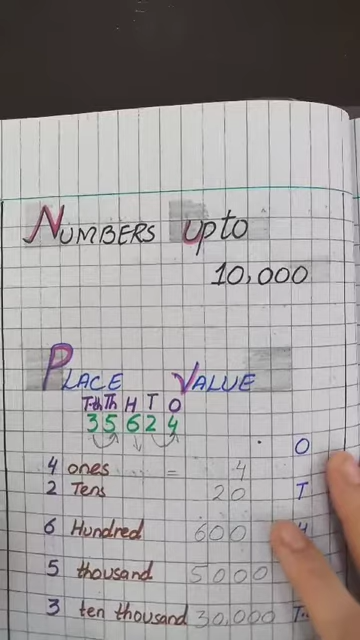 NUMBERS upto
10,000
PLACE VALUE
T-th Th H T O
3 5 6 2 4
O
4 ones = 4
2 Tens 20 T
6 Hundred 600 H
5 thousand 5000
3 ten thousand 30,000